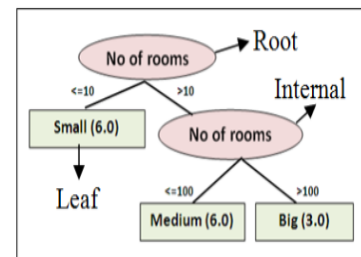 No of rooms
Root
<=10
>10
Internal
Small (6.0)
No of rooms
Leaf
<=100
>100
Medium (6.0)
Big (3.0)